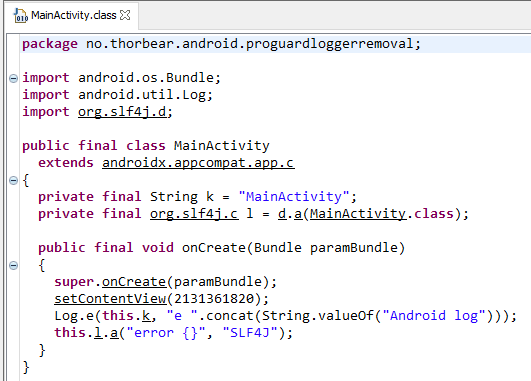 MainActivity.class
package no.thorbear.android.proguardloggerremoval;
import android.os.Bundle;
import android.util.Log;
import org.slf4j.d;
public final class MainActivity
extends androidx.appcompat.app.c
{
private final String k = "MainActivity";
private final org.slf4j.c l = d.a(MainActivity.class);
public final void onCreate(Bundle paramBundle)
{
super.onCreate(paramBundle);
setContentView(2131361820);
Log.e(this.k, "e ".concat(String.valueOf("Android log")));
this.l.a("error {}", "SLF4J");
}
}